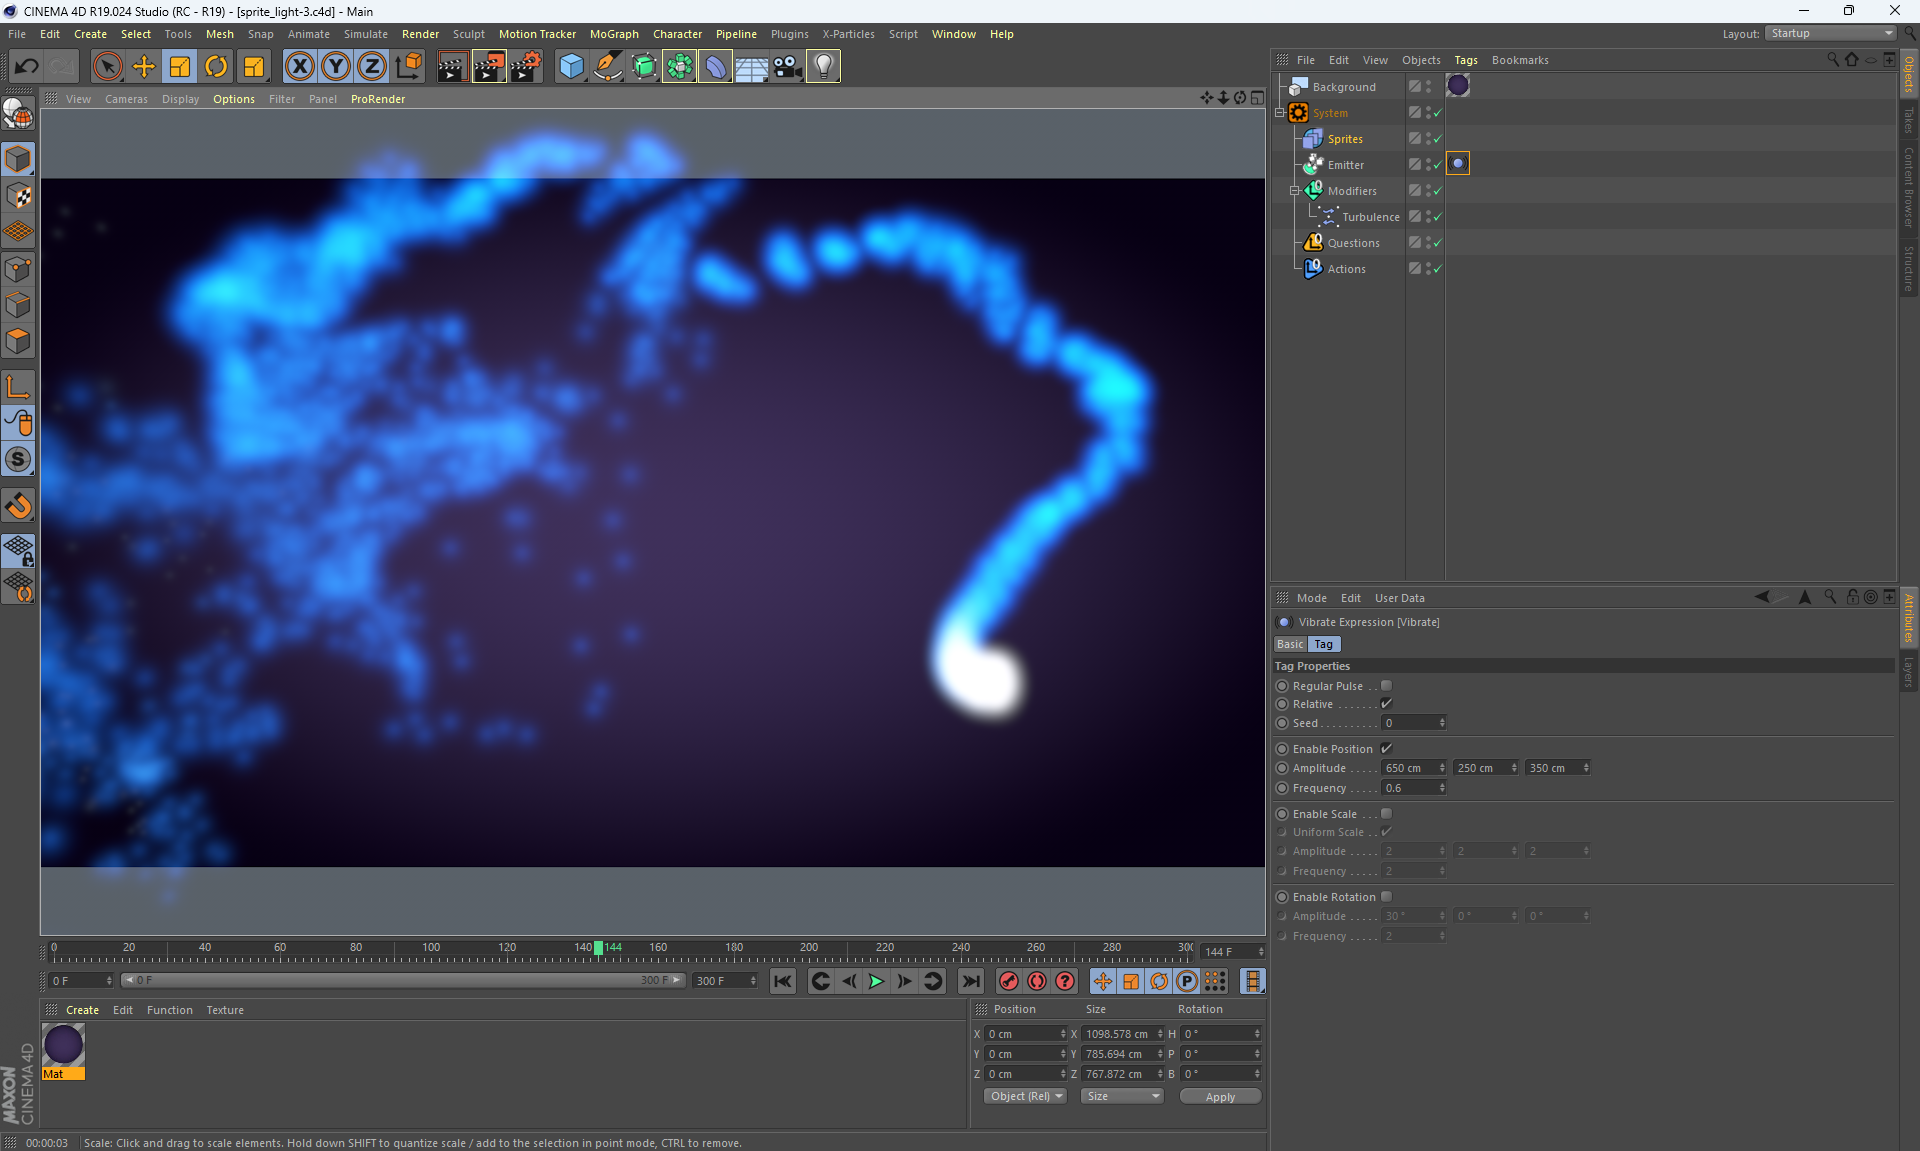 CINEMA 4D R19.024 Studio (RC - R19) - [sprite_light-3.c4d] - Main
File Edit Create Select Tools Mesh Snap Animate Simulate Render Sculpt Motion Tracker MoGraph Character Pipeline Plugins X-Particles Script Window Help
Layout: Startup
X Y Z
View Cameras Display Options Filter Panel ProRender
File Edit View Objects Tags Bookmarks
Background
System
Sprites
Emitter
Modifiers
Turbulence
Questions
Actions
Objects
Takes
Content Browser
Structure
Mode Edit User Data
Vibrate Expression [Vibrate]
Basic Tag
Tag Properties
Regular Pulse . .
Relative . . . . . . .
Seed . . . . . . . . . . 0
Enable Position
Amplitude . . . . . 650 cm 250 cm 350 cm
Frequency . . . . . 0.6
Enable Scale . . .
Uniform Scale . .
Amplitude . . . . . 2 2 2
Frequency . . . . . 2
Enable Rotation
Amplitude . . . . . 30 ° 0 ° 0 °
Frequency . . . . . 2
Attributes
Layers
S
0 20 40 60 80 100 120 140 144 160 180 200 220 240 260 280 300
144 F
0 F 0 F 300 F 300 F
P
Create Edit Function Texture
Mat
MAXON
CINEMA 4D
Position Size Rotation
X 0 cm X 1098.578 cm H 0 °
Y 0 cm Y 785.694 cm P 0 °
Z 0 cm Z 767.872 cm B 0 °
Object (Rel) Size Apply
00:00:03 Scale: Click and drag to scale elements. Hold down SHIFT to quantize scale / add to the selection in point mode, CTRL to remove.